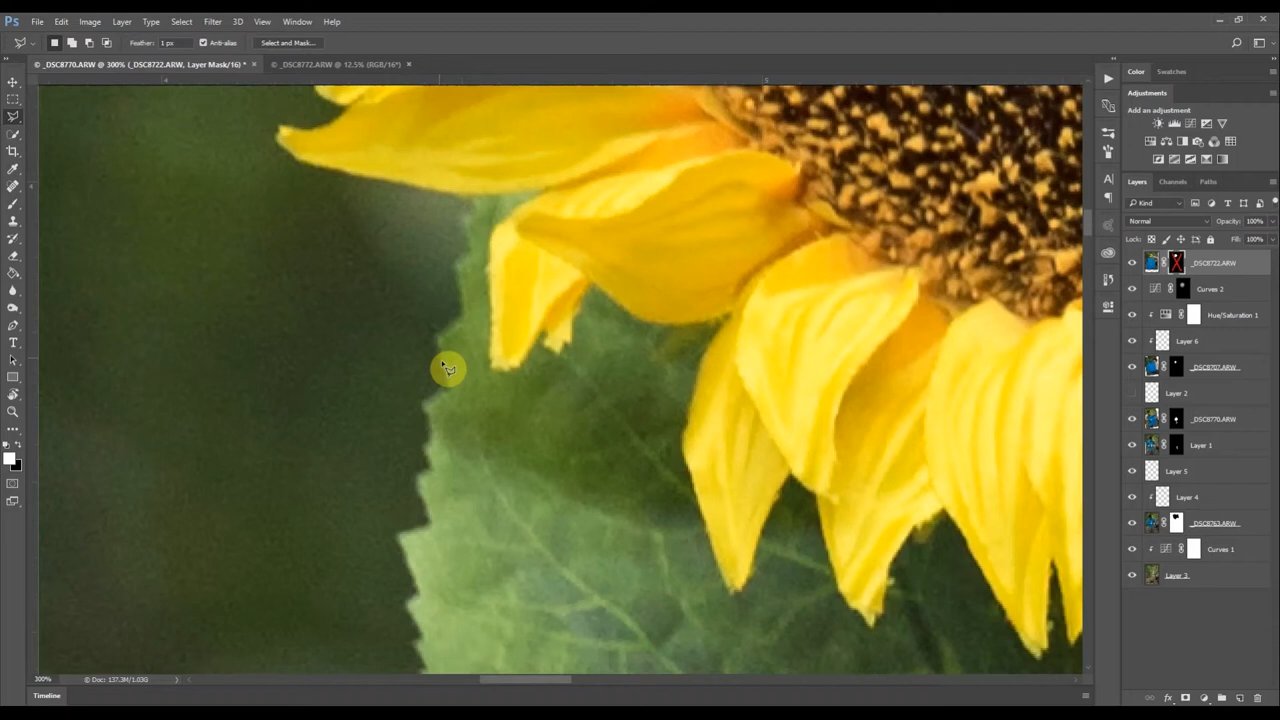 Ps File Edit Image Layer Type Select Filter 3D View Window Help
Feather: 1 px Anti-alias Select and Mask...
© _DSC8770.ARW @ 300% (_DSC8722.ARW, Layer Mask/16) * × © _DSC8772.ARW @ 12.5% (RGB/16*) ×
4 5
Color Swatches
Adjustments
Add an adjustment
Layers Channels Paths
Kind
Normal Opacity: 100%
Lock: Fill: 100%
_DSC8722.ARW
Curves 2
Hue/Saturation 1
Layer 6
_DSC8707.ARW
Layer 2
_DSC8770.ARW
Layer 1
Layer 5
Layer 4
_DSC8763.ARW
Curves 1
Layer 3
300% © Doc: 137.3M/1.03G
Timeline